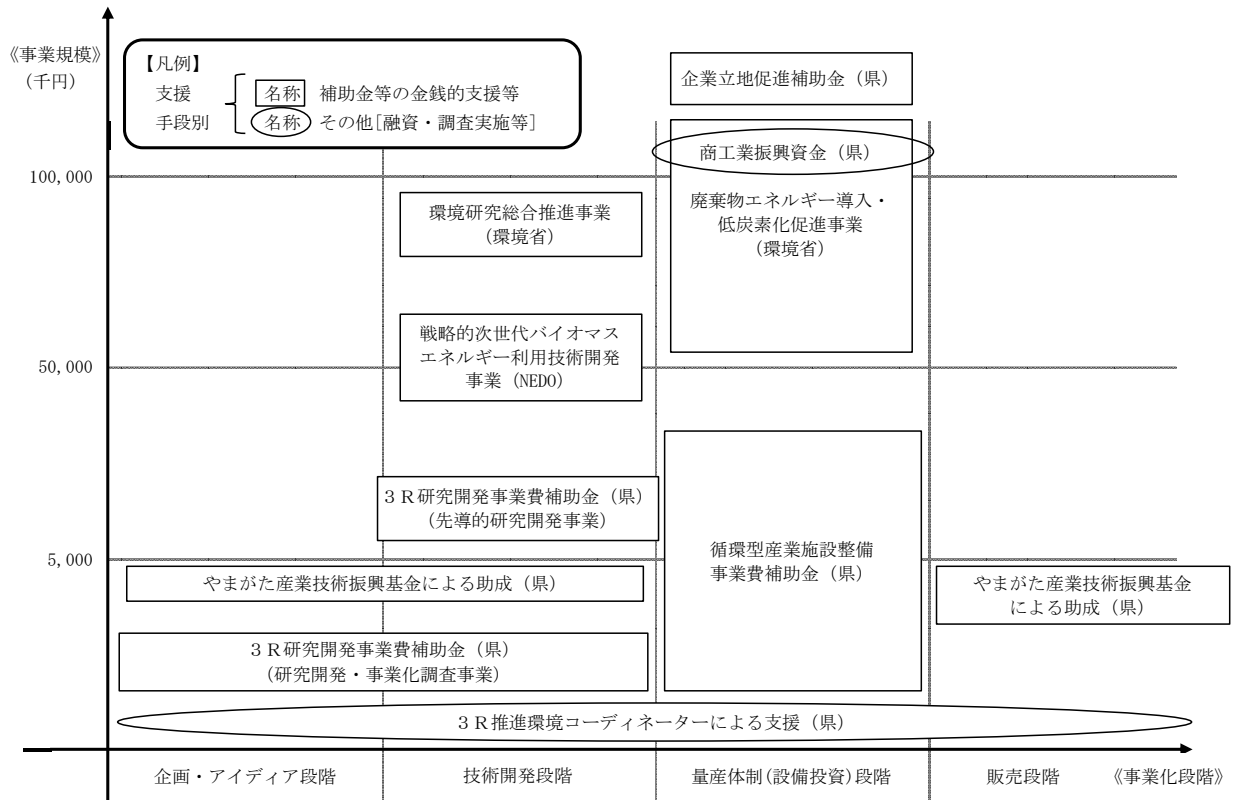 《事業規模》
(千円)
【凡例】
支援
手段別
名称 補助金等の金銭的支援等
名称 その他[融資・調査実施等]
企業立地促進補助金（県）
商工業振興資金（県）
100,000
環境研究総合推進事業
(環境省)
廃棄物エネルギー導入・
低炭素化促進事業
(環境省)
戦略的次世代バイオマス
エネルギー利用技術開発
事業（NEDO）
50,000
３Ｒ研究開発事業費補助金（県）
(先導的研究開発事業)
5,000
循環型産業施設整備
事業費補助金（県）
やまがた産業技術振興基金による助成（県）
やまがた産業技術振興基金
による助成（県）
３Ｒ研究開発事業費補助金（県）
(研究開発・事業化調査事業)
３Ｒ推進環境コーディネーターによる支援（県）
企画・アイディア段階
技術開発段階
量産体制(設備投資)段階
販売段階
《事業化段階》